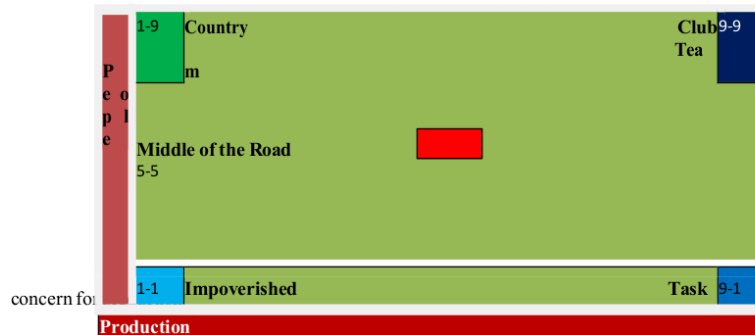 1-9 Country Club 9-9
Tea
m
P
e o
p l
e
Middle of the Road
5-5
1-1 Impoverished Task 9-1
concern for
Production